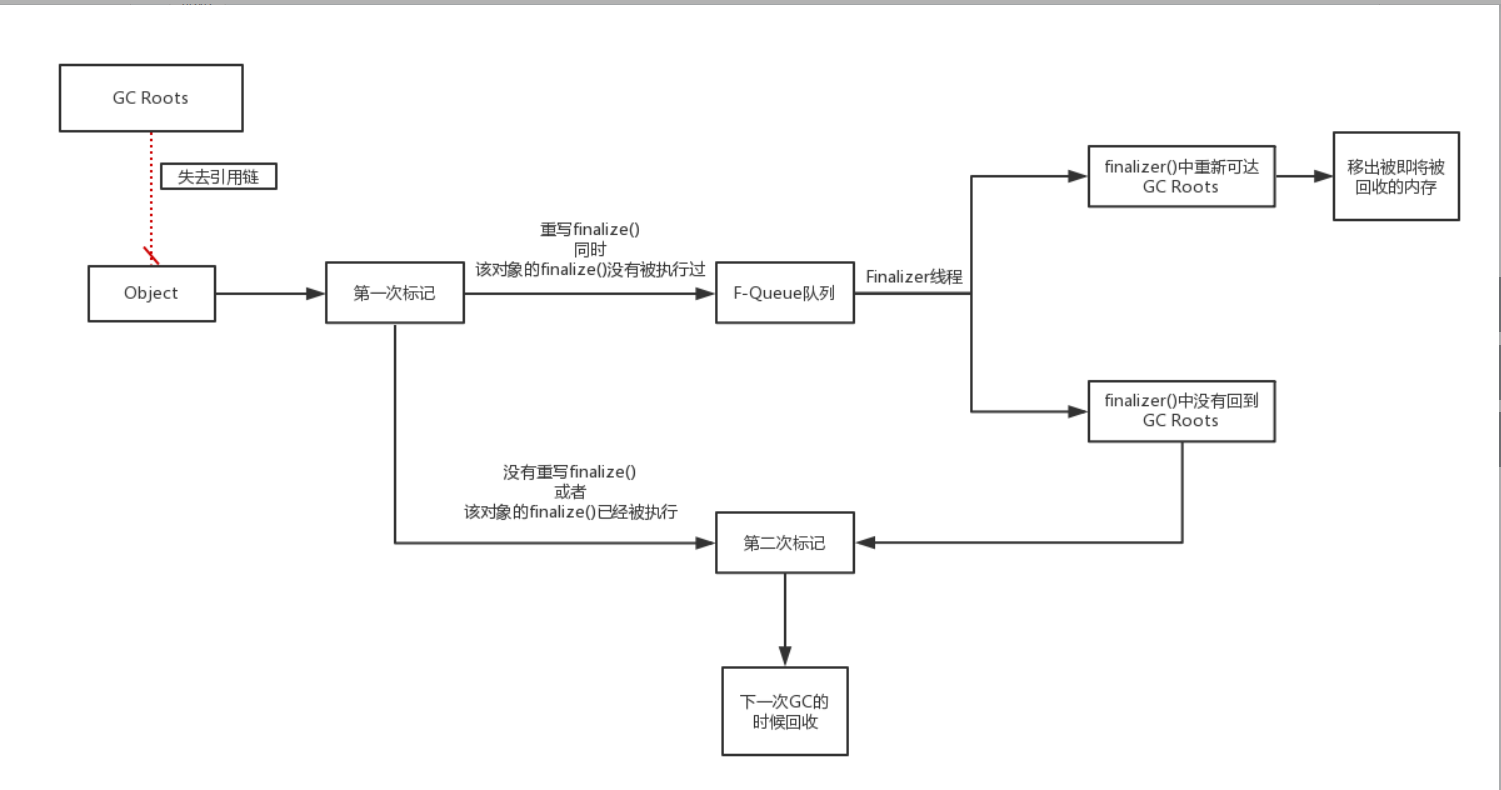 GC Roots
失去引用链
Object
第一次标记
重写finalize()
同时
该对象的finalize()没有被执行过
F-Queue队列
Finalizer线程
finalizer()中重新可达
GC Roots
移出被即将被
回收的内存
finalizer()中没有回到
GC Roots
没有重写finalize()
或者
该对象的finalize()已经被执行
第二次标记
下一次GC的
时候回收